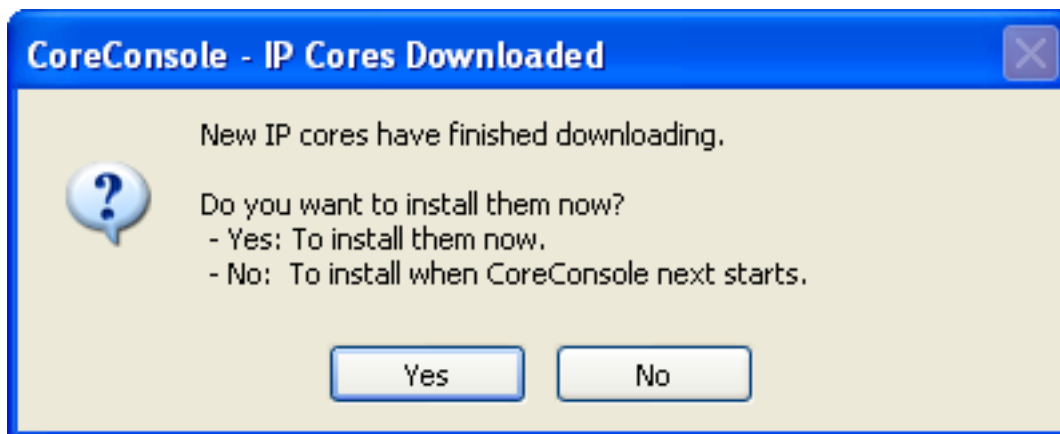 CoreConsole - IP Cores Downloaded
New IP cores have finished downloading.
Do you want to install them now?
- Yes: To install them now.
- No:  To install when CoreConsole next starts.
Yes
No